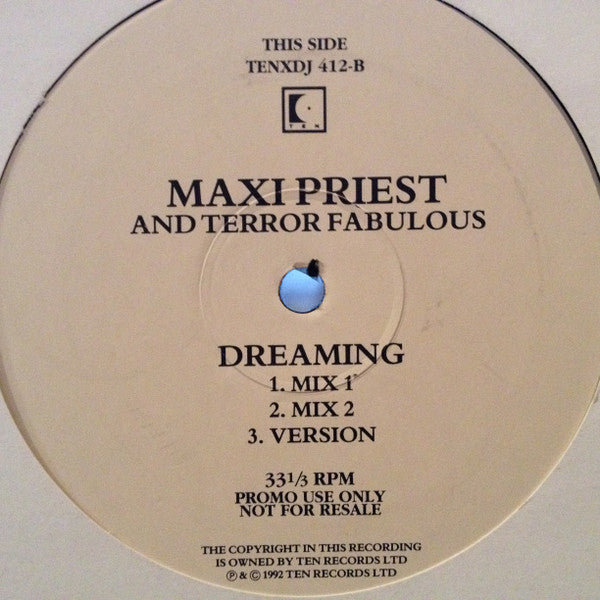 THIS SIDE
TENXDJ 412-B
TEN
MAXI PRIEST
AND TERROR FABULOUS
DREAMING
1. MIX 1
2. MIX 2
3. VERSION
33⅓ RPM
PROMO USE ONLY
NOT FOR RESALE
THE COPYRIGHT IN THIS RECORDING
IS OWNED BY TEN RECORDS LTD
℗ & © 1992 TEN RECORDS LTD